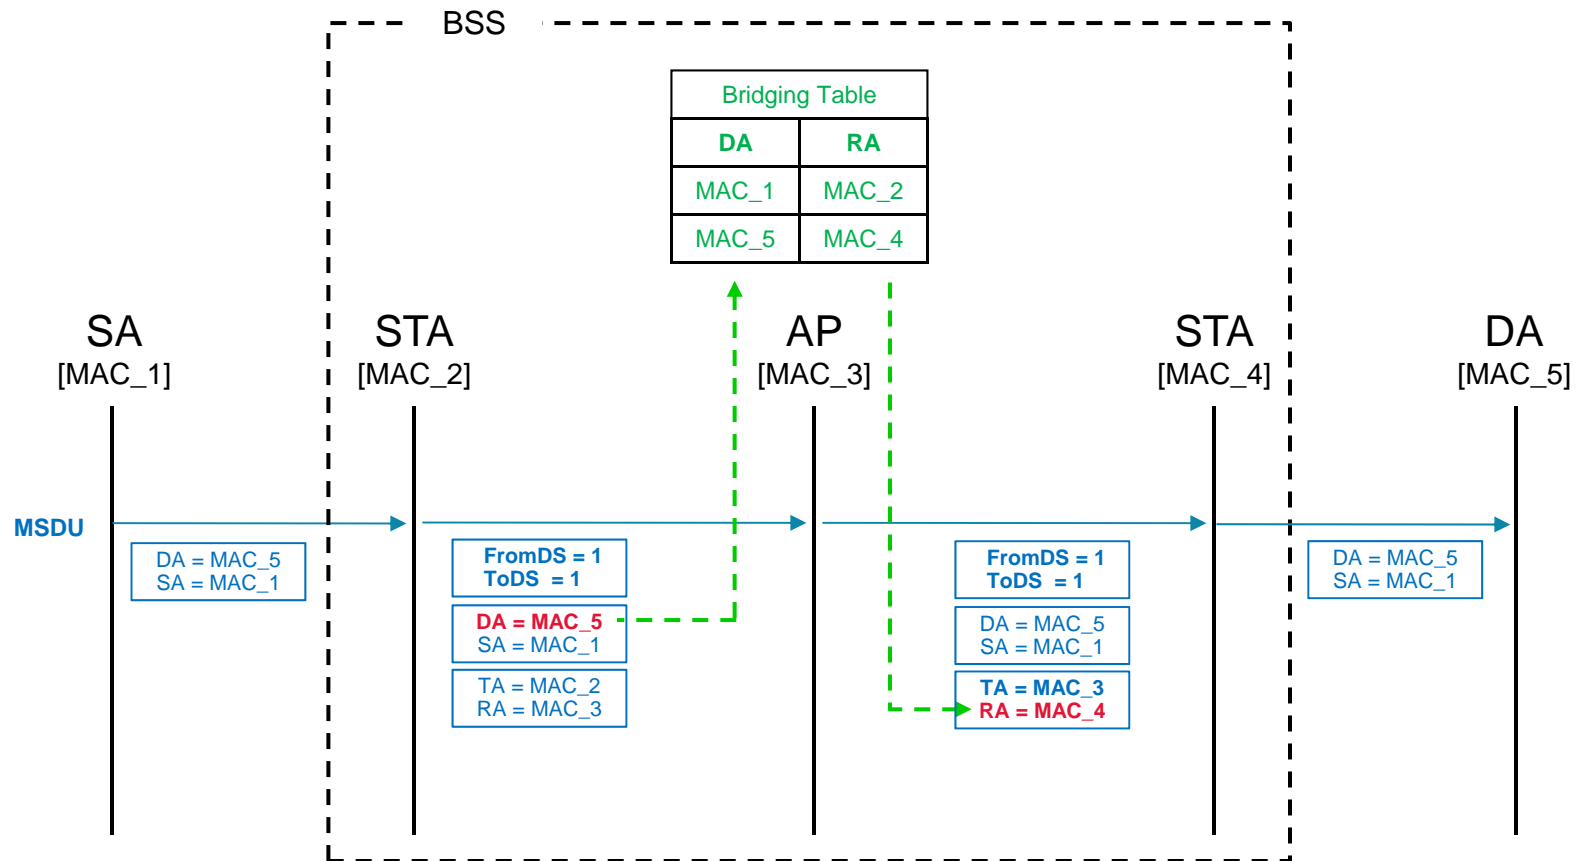 BSS
Bridging Table
DA RA
MAC_1 MAC_2
MAC_5 MAC_4
SA
[MAC_1]
STA
[MAC_2]
AP
[MAC_3]
STA
[MAC_4]
DA
[MAC_5]
MSDU
DA = MAC_5
SA = MAC_1
FromDS = 1
ToDS = 1
DA = MAC_5
SA = MAC_1
TA = MAC_2
RA = MAC_3
FromDS = 1
ToDS = 1
DA = MAC_5
SA = MAC_1
TA = MAC_3
RA = MAC_4
DA = MAC_5
SA = MAC_1